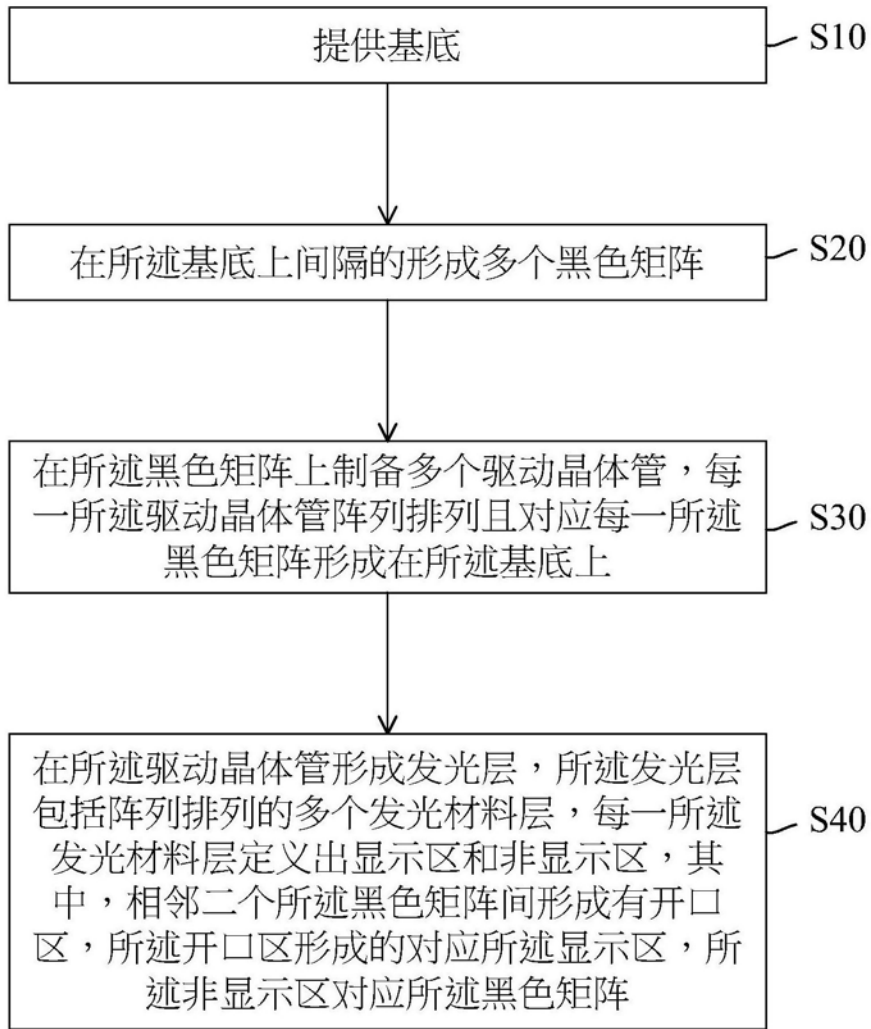 提供基底
S10
在所述基底上间隔的形成多个黑色矩阵
S20
在所述黑色矩阵上制备多个驱动晶体管，每
一所述驱动晶体管阵列排列且对应每一所述
黑色矩阵形成在所述基底上
S30
在所述驱动晶体管形成发光层，所述发光层
包括阵列排列的多个发光材料层，每一所述
发光材料层定义出显示区和非显示区，其
中，相邻二个所述黑色矩阵间形成有开口
区，所述开口区形成的对应所述显示区，所
述非显示区对应所述黑色矩阵
S40